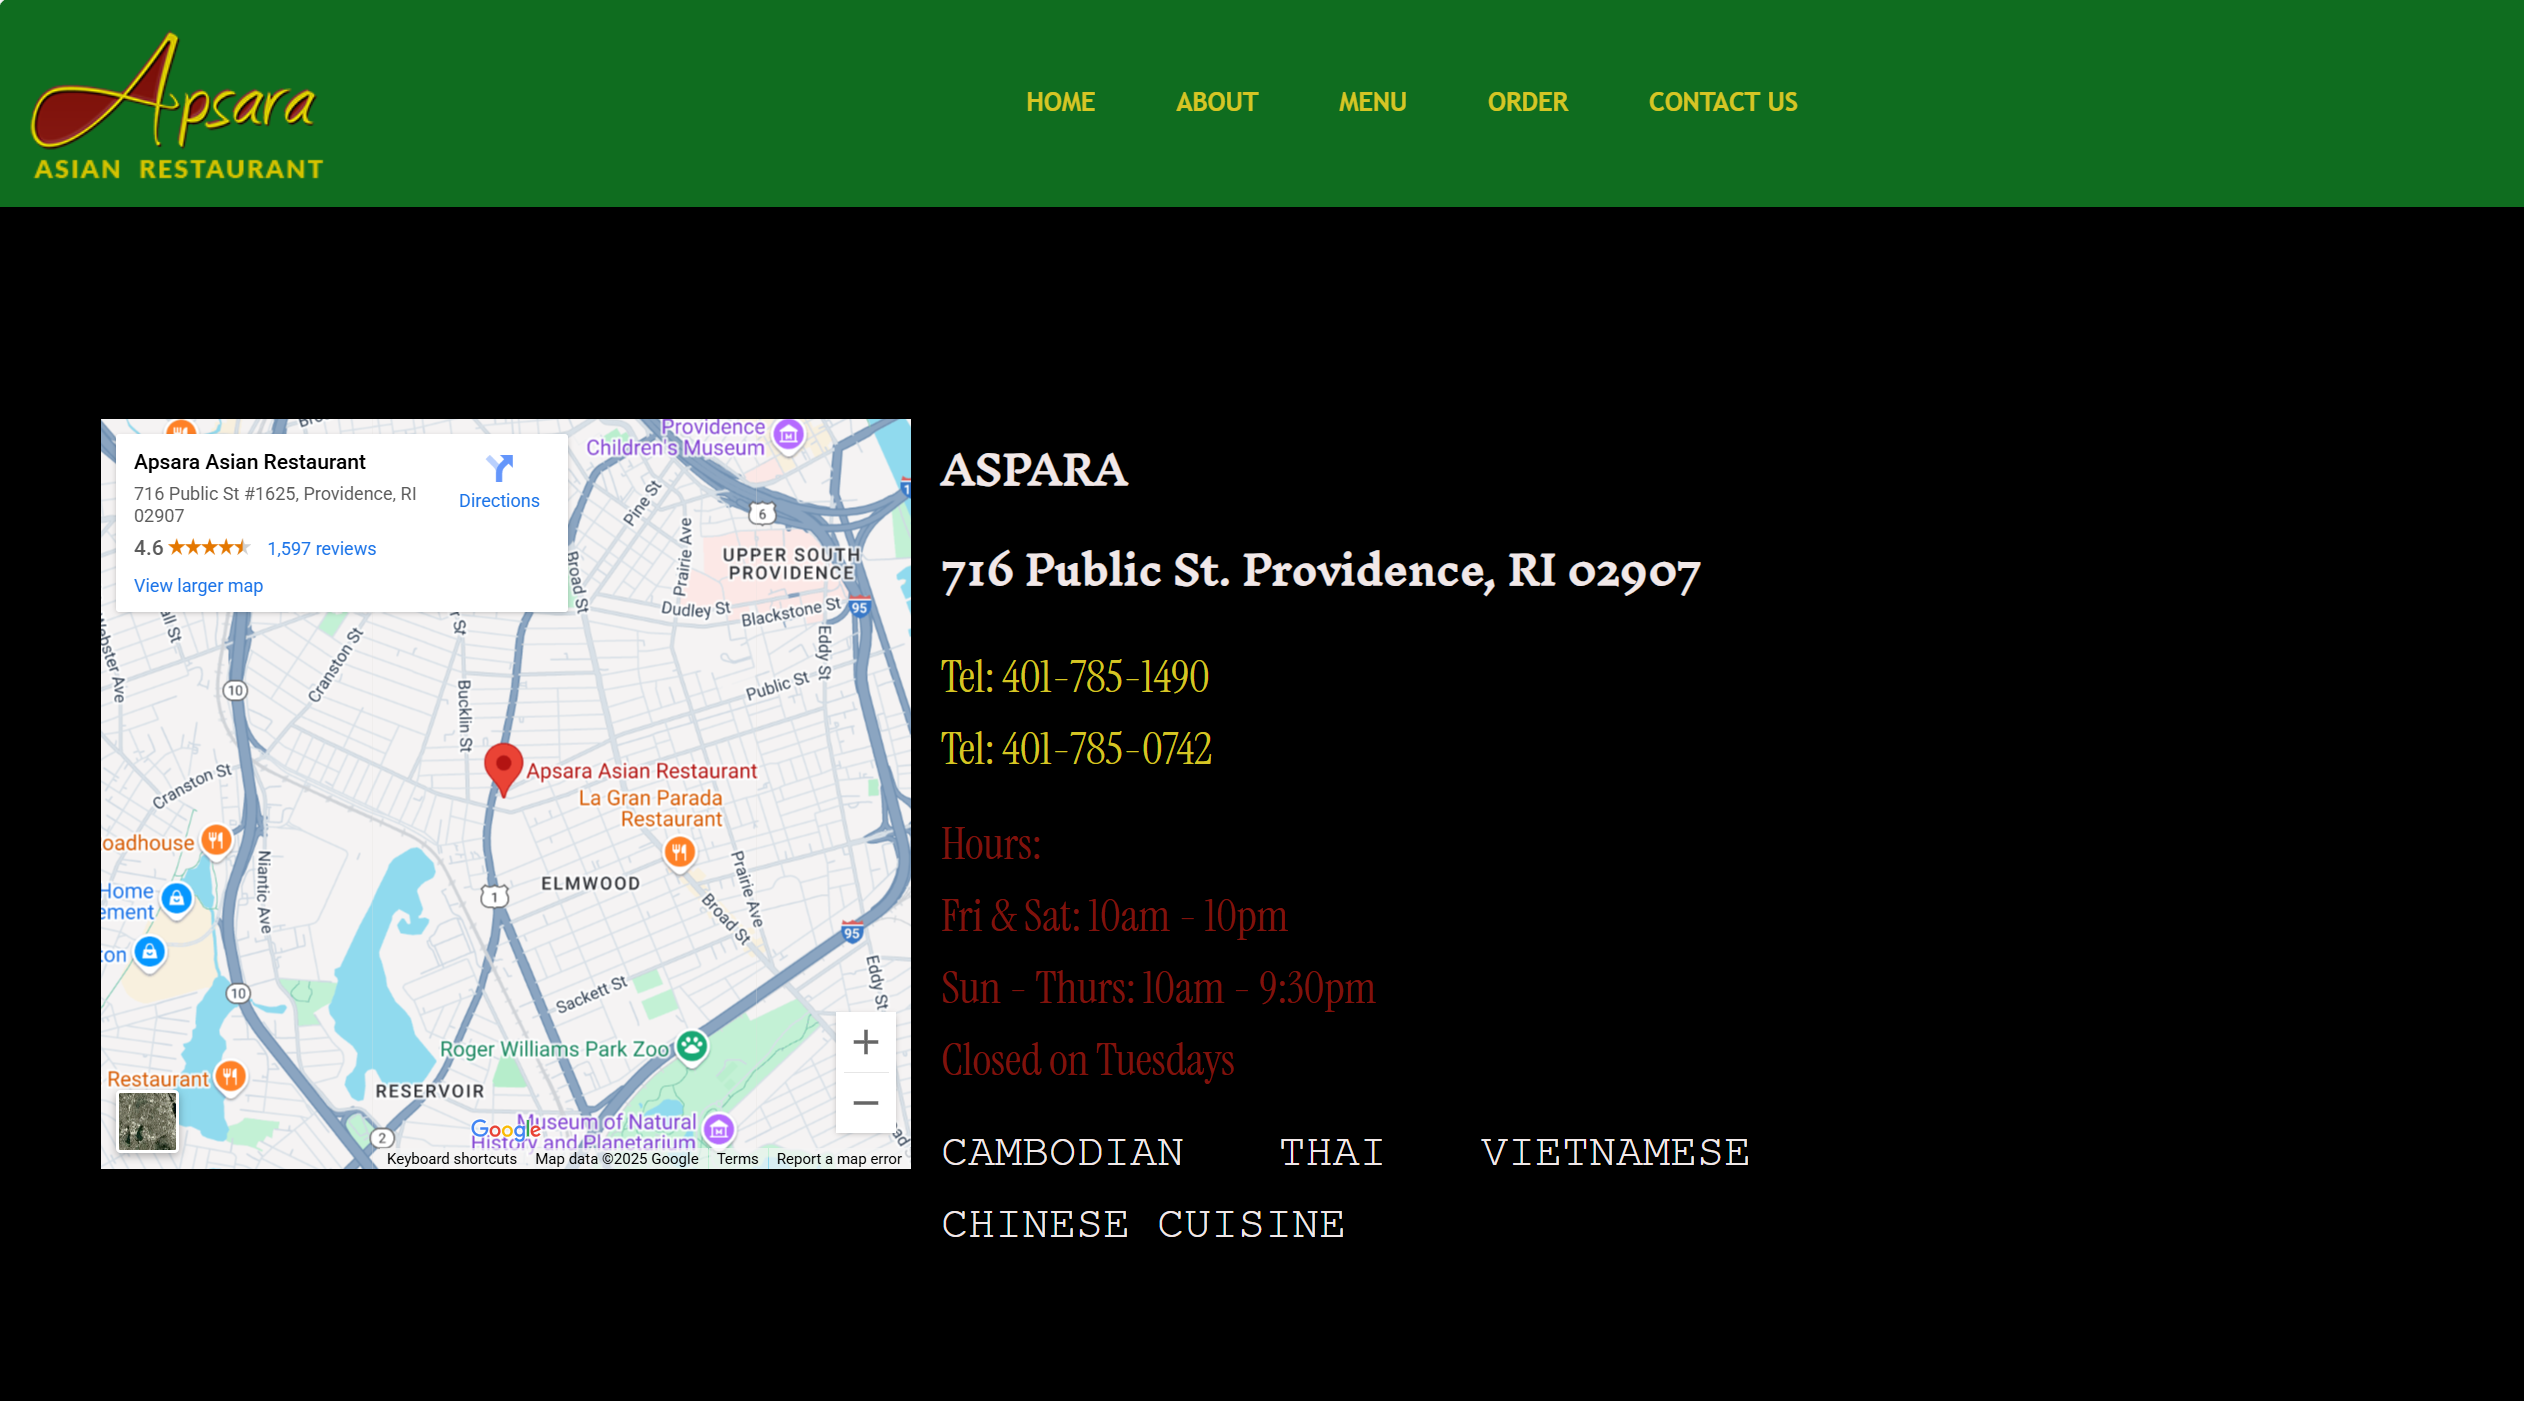 Apsara
ASIAN RESTAURANT
HOME
ABOUT
MENU
ORDER
CONTACT US
Apsara Asian Restaurant
716 Public St #1625, Providence, RI
02907
4.6
1,597 reviews
View larger map
Directions
Providence
Children's Museum
Pine St
6
Prairie Ave
Broad St
UPPER SOUTH
PROVIDENCE
Dudley St
Blackstone St
95
Eddy St
Cranston St
10
Bucklin St
Public St
Cranston St
Apsara Asian Restaurant
La Gran Parada
Restaurant
oadhouse
Niantic Ave
ELMWOOD
Prairie Ave
1
Home
ement
Broad St
95
ton
Eddy St
10
Sackett St
Roger Williams Park Zoo
Restaurant
RESERVOIR
2
Google
Museum of Natural
History and Planetarium
Keyboard shortcuts
Map data ©2025 Google
Terms
Report a map error
ASPARA
716 Public St. Providence, RI 02907
Tel: 401-785-1490
Tel: 401-785-0742
Hours:
Fri & Sat: 10am - 10pm
Sun - Thurs: 10am - 9:30pm
Closed on Tuesdays
CAMBODIAN THAI VIETNAMESE
CHINESE CUISINE